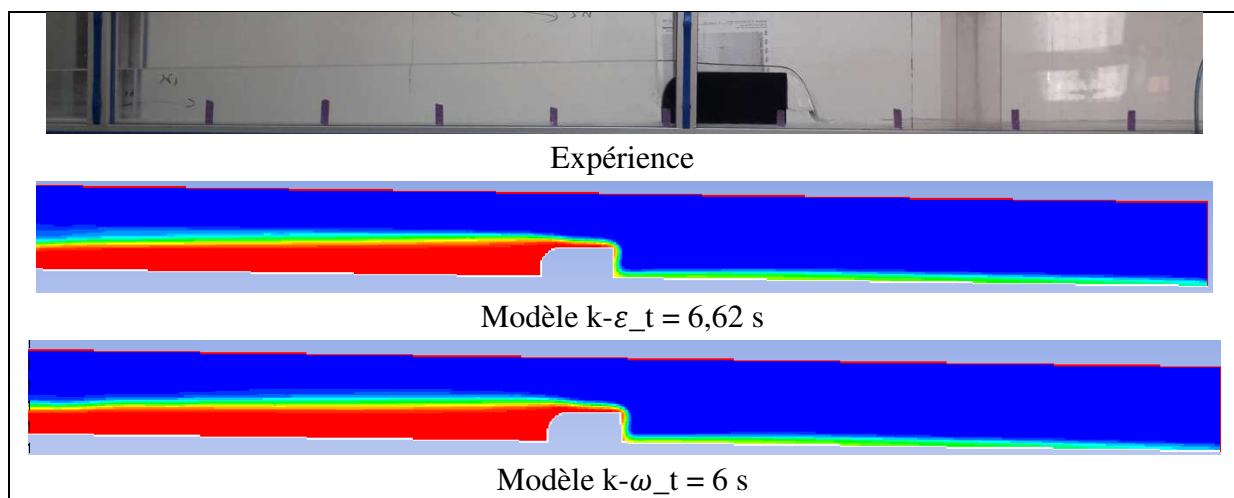 Expérience
Modèle k-ε_t = 6,62 s
Modèle k-ω_t = 6 s